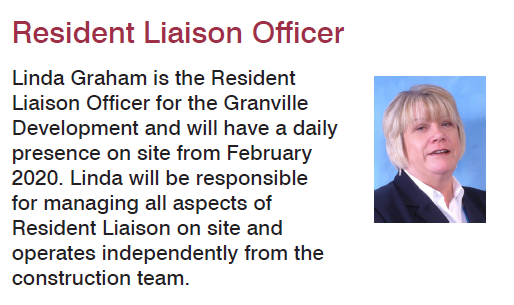 Resident Liaison Officer
Linda Graham is the Resident
Liaison Officer for the Granville
Development and will have a daily
presence on site from February
2020. Linda will be responsible
for managing all aspects of
Resident Liaison on site and
operates independently from the
construction team.